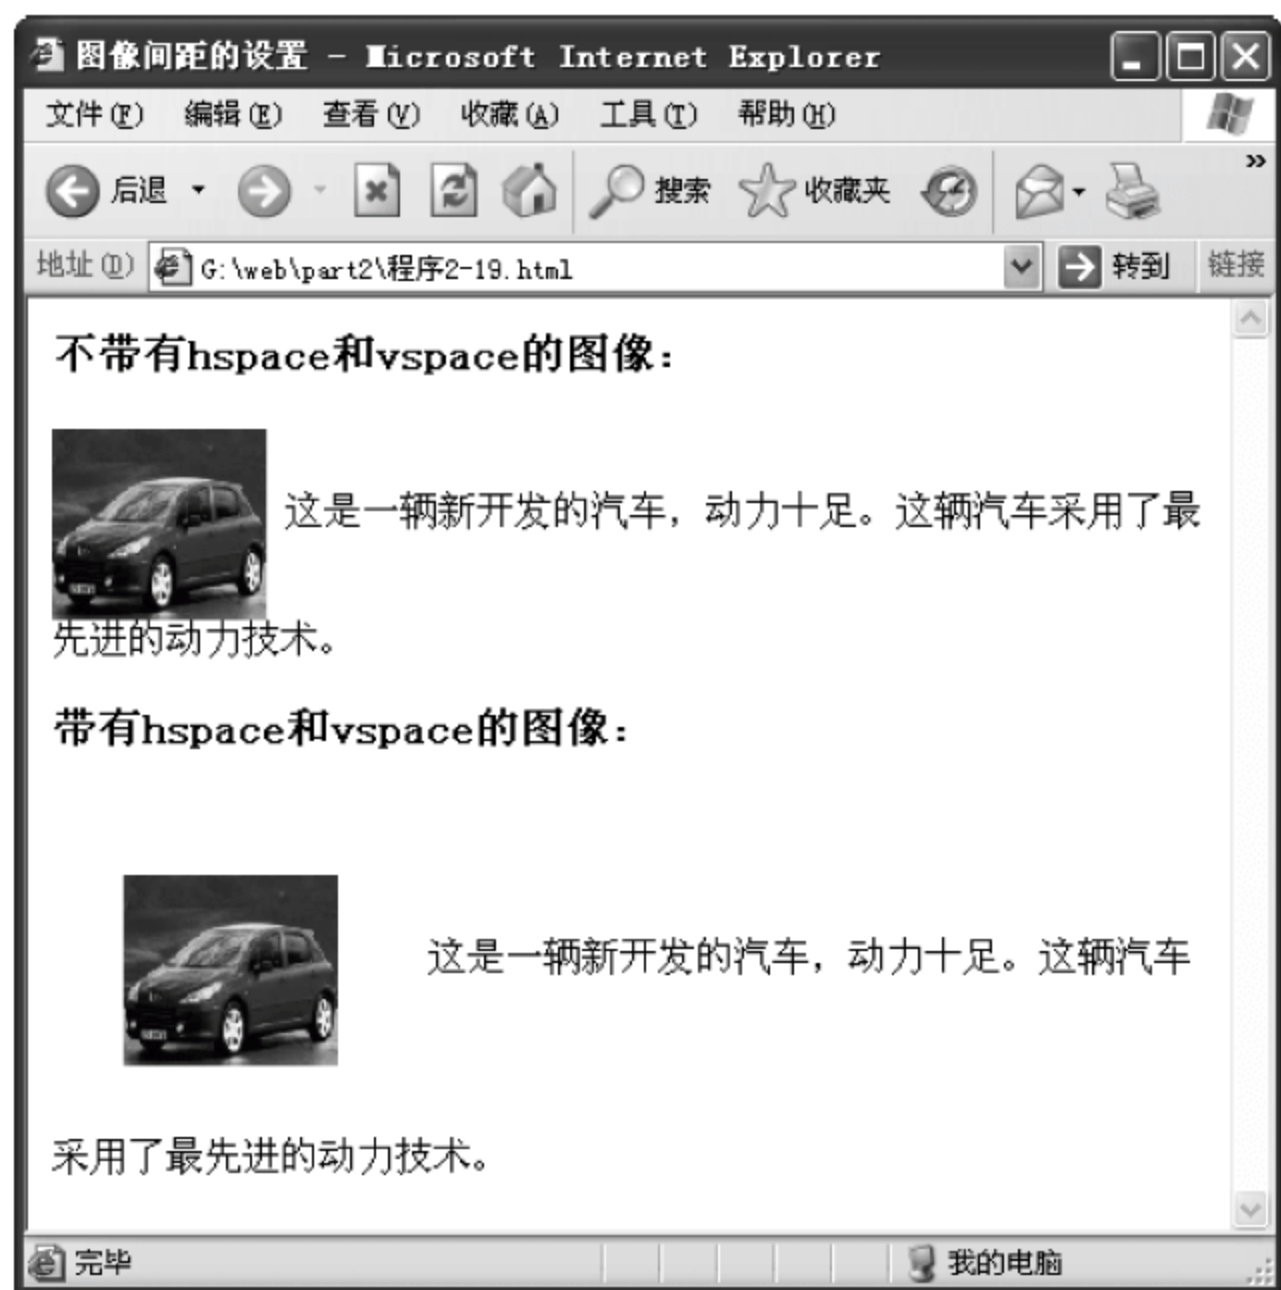 图像间距的设置 - Microsoft Internet Explorer
文件(F) 编辑(E) 查看(V) 收藏(A) 工具(T) 帮助(H)
后退 搜索 收藏夹 »
地址(D) G:\web\part2\程序2-19.html 转到 链接
不带有hspace和vspace的图像：
这是一辆新开发的汽车，动力十足。这辆汽车采用了最
先进的动力技术。
带有hspace和vspace的图像：
这是一辆新开发的汽车，动力十足。这辆汽车
采用了最先进的动力技术。
完毕 我的电脑